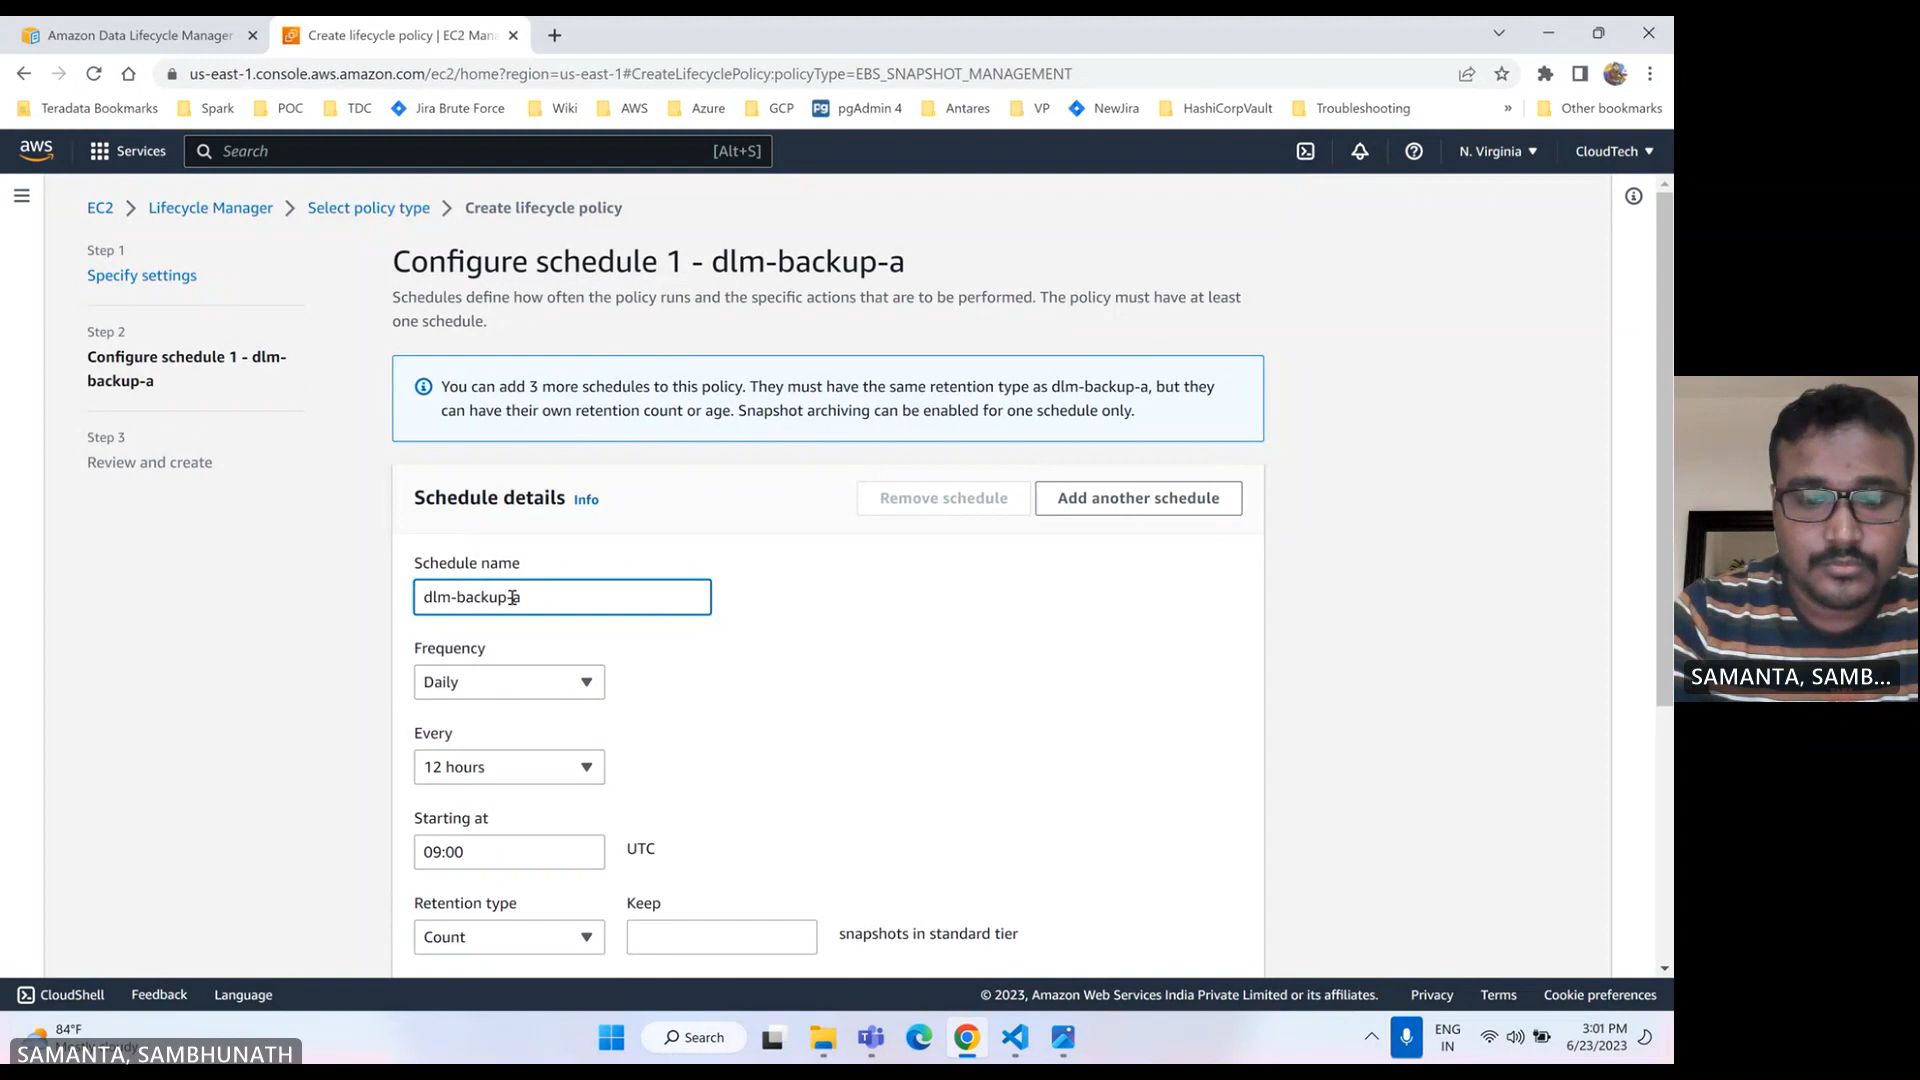 Amazon Data Lifecycle Manager
Create lifecycle policy | EC2 Mana
us-east-1.console.aws.amazon.com/ec2/home?region=us-east-1#CreateLifecyclePolicy:policyType=EBS_SNAPSHOT_MANAGEMENT
Teradata Bookmarks Spark POC TDC Jira Brute Force Wiki AWS Azure GCP pgAdmin 4 Antares VP NewJira HashiCorpVault Troubleshooting » Other bookmarks
aws Services Search [Alt+S] N. Virginia CloudTech
EC2 Lifecycle Manager Select policy type Create lifecycle policy
Step 1
Specify settings
Step 2
Configure schedule 1 - dlm-
backup-a
Step 3
Review and create
Configure schedule 1 - dlm-backup-a
Schedules define how often the policy runs and the specific actions that are to be performed. The policy must have at least
one schedule.
You can add 3 more schedules to this policy. They must have the same retention type as dlm-backup-a, but they
can have their own retention count or age. Snapshot archiving can be enabled for one schedule only.
Schedule details Info Remove schedule Add another schedule
Schedule name
dlm-backup-a
Frequency
Daily
Every
12 hours
Starting at
09:00 UTC
Retention type Keep
Count snapshots in standard tier
SAMANTA, SAMB...
CloudShell Feedback Language © 2023, Amazon Web Services India Private Limited or its affiliates. Privacy Terms Cookie preferences
84°F
Search
ENG
IN
3:01 PM
6/23/2023
SAMANTA, SAMBHUNATH